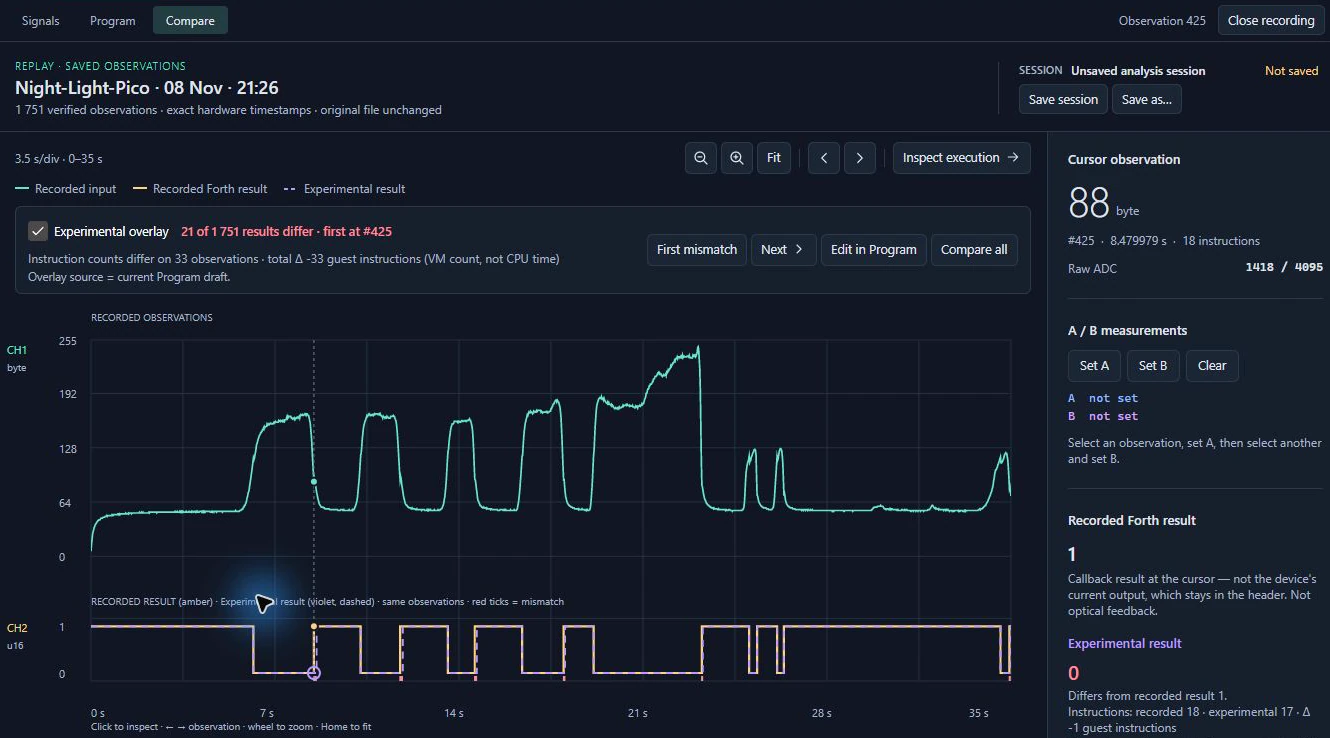 Signals Program Compare Observation 425 Close recording
REPLAY · SAVED OBSERVATIONS
Night-Light-Pico · 08 Nov · 21:26
1 751 verified observations · exact hardware timestamps · original file unchanged
SESSION Unsaved analysis session Not saved
Save session Save as...
3.5 s/div · 0–35 s
Fit
Inspect execution →
Recorded input Recorded Forth result Experimental result
Experimental overlay 21 of 1 751 results differ · first at #425
Instruction counts differ on 33 observations · total Δ -33 guest instructions (VM count, not CPU time)
Overlay source = current Program draft.
First mismatch Next Edit in Program Compare all
RECORDED OBSERVATIONS
CH1
byte
255
192
128
64
0
RECORDED RESULT (amber) · Experimental result (violet, dashed) · same observations · red ticks = mismatch
CH2
u16
1
0
0 s 7 s 14 s 21 s 28 s 35 s
Click to inspect · ← → observation · wheel to zoom · Home to fit
Cursor observation
88 byte
#425 · 8.479979 s · 18 instructions
Raw ADC 1418 / 4095
A / B measurements
Set A Set B Clear
A not set
B not set
Select an observation, set A, then select another
and set B.
Recorded Forth result
1
Callback result at the cursor — not the device's
current output, which stays in the header. Not
optical feedback.
Experimental result
0
Differs from recorded result 1.
Instructions: recorded 18 · experimental 17 · Δ
-1 guest instructions